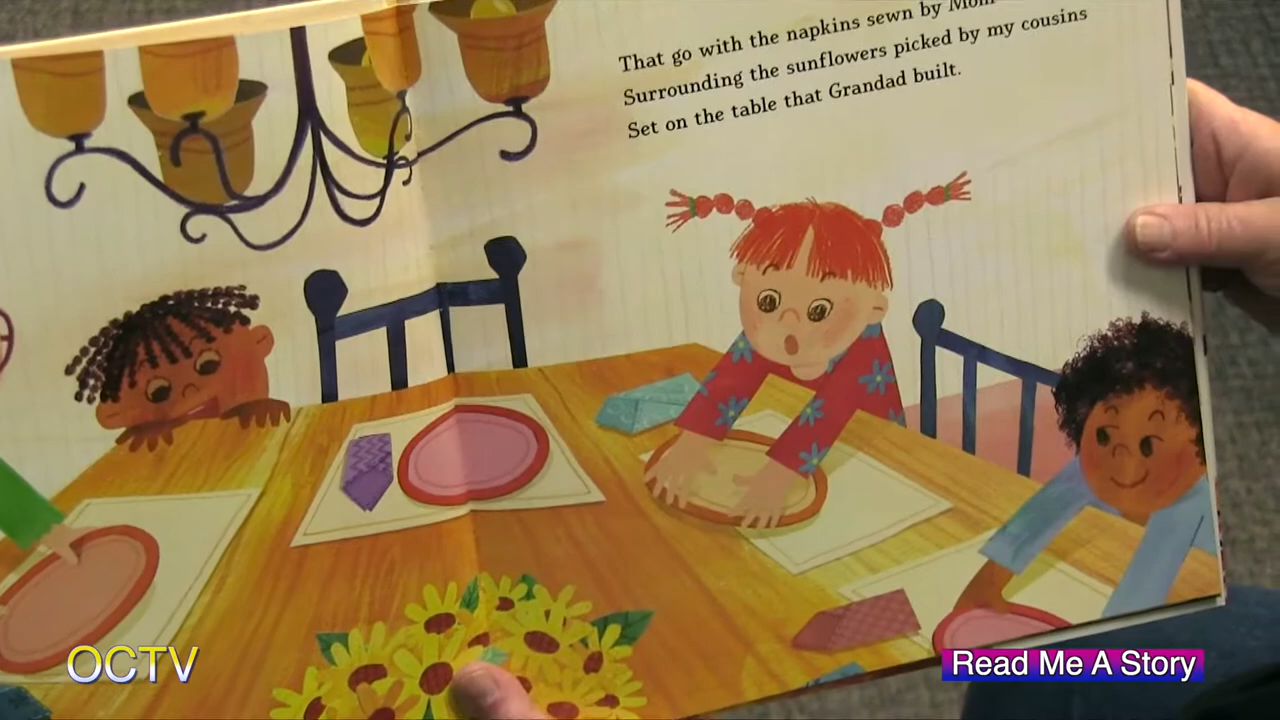 That go with the napkins sewn by Mom
Surrounding the sunflowers picked by my cousins
Set on the table that Grandad built.
OCTV
Read Me A Story